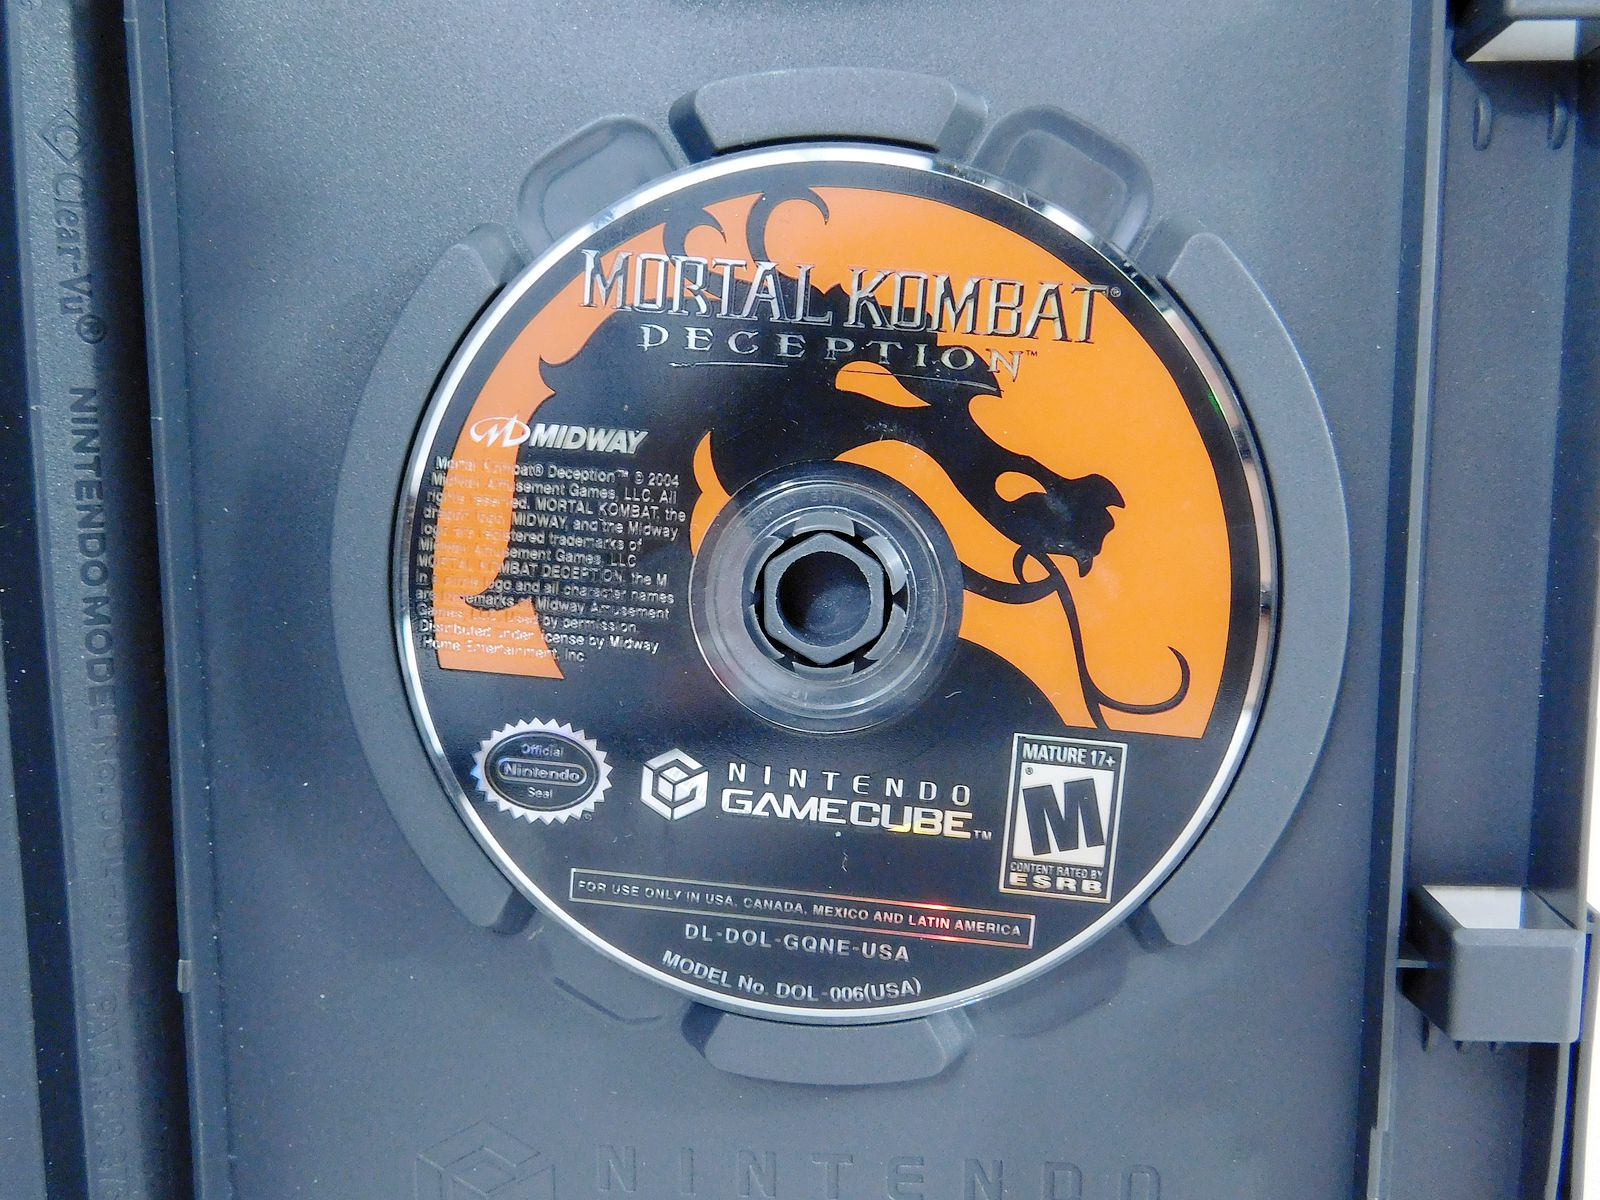 MORTAL KOMBAT®
DECEPTION™
MIDWAY
Mortal Kombat® Deception™ © 2004
Midway Amusement Games, LLC. All
rights reserved. MORTAL KOMBAT, the
dragon logo, MIDWAY, and the Midway
logo are registered trademarks of
Midway Amusement Games, LLC
MORTAL KOMBAT DECEPTION, the M
in a logo and all character names
are trademarks of Midway Amusement
Games, LLC. Used by permission.
Distributed under license by Midway
Home Entertainment, Inc.
Official
Nintendo
Seal
NINTENDO
GAMECUBE™
MATURE 17+
M
CONTENT RATED BY
ESRB
FOR USE ONLY IN USA, CANADA, MEXICO AND LATIN AMERICA
DL-DOL-GQNE-USA
MODEL No. DOL-006(USA)
NINTENDO
Clear-Vu® NINTENDO MODEL